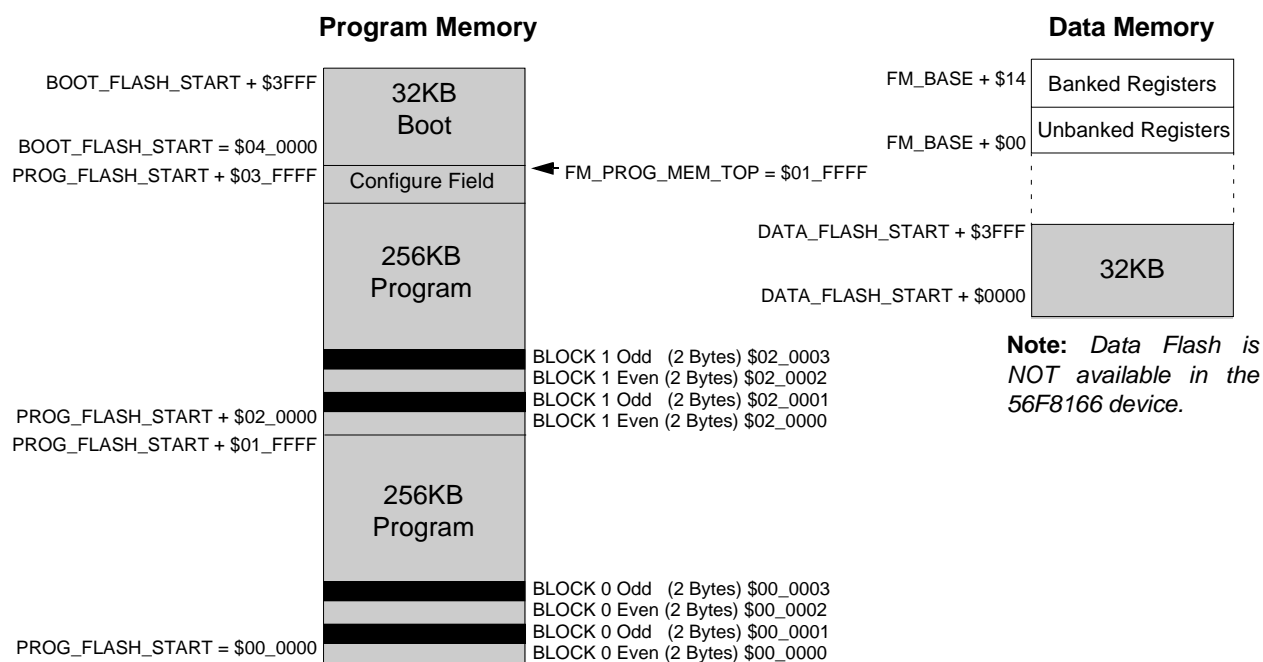 Program Memory
BOOT_FLASH_START + $3FFF
32KB
Boot
BOOT_FLASH_START = $04_0000
PROG_FLASH_START + $03_FFFF
Configure Field
FM_PROG_MEM_TOP = $01_FFFF
256KB
Program
BLOCK 1 Odd (2 Bytes) $02_0003
BLOCK 1 Even (2 Bytes) $02_0002
BLOCK 1 Odd (2 Bytes) $02_0001
BLOCK 1 Even (2 Bytes) $02_0000
PROG_FLASH_START + $02_0000
PROG_FLASH_START + $01_FFFF
256KB
Program
BLOCK 0 Odd (2 Bytes) $00_0003
BLOCK 0 Even (2 Bytes) $00_0002
BLOCK 0 Odd (2 Bytes) $00_0001
BLOCK 0 Even (2 Bytes) $00_0000
PROG_FLASH_START = $00_0000
Data Memory
FM_BASE + $14
Banked Registers
Unbanked Registers
FM_BASE + $00
DATA_FLASH_START + $3FFF
32KB
DATA_FLASH_START + $0000
Note: Data Flash is
NOT available in the
56F8166 device.